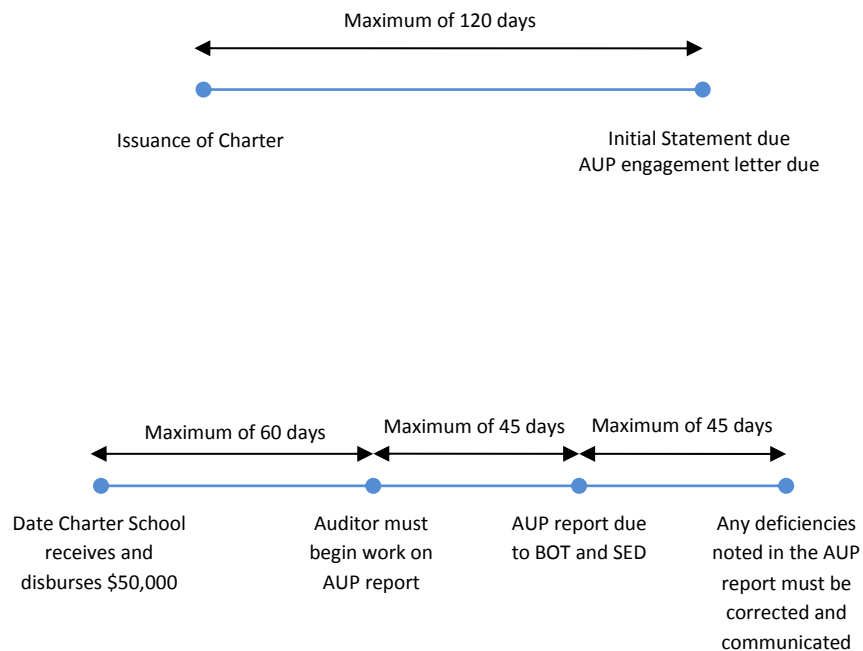 Maximum of 120 days
Issuance of Charter
Initial Statement due
AUP engagement letter due
Maximum of 60 days
Maximum of 45 days
Maximum of 45 days
Date Charter School
receives and
disburses $50,000
Auditor must
begin work on
AUP report
AUP report due
to BOT and SED
Any deficiencies
noted in the AUP
report must be
corrected and
communicated